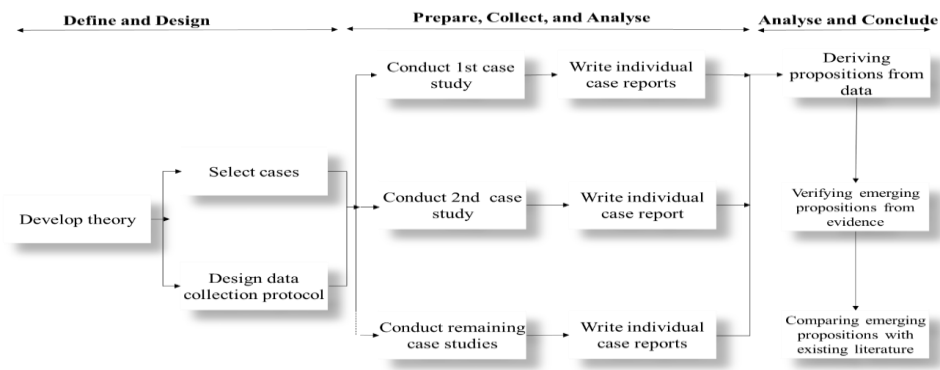 Define and Design
Prepare, Collect, and Analyse
Analyse and Conclude
Develop theory
Select cases
Design data
collection protocol
Conduct 1st case
study
Write individual
case reports
Conduct 2nd case
study
Write individual
case report
Conduct remaining
case studies
Write individual
case reports
Deriving
propositions from
data
Verifying emerging
propositions from
evidence
Comparing emerging
propositions with
existing literature